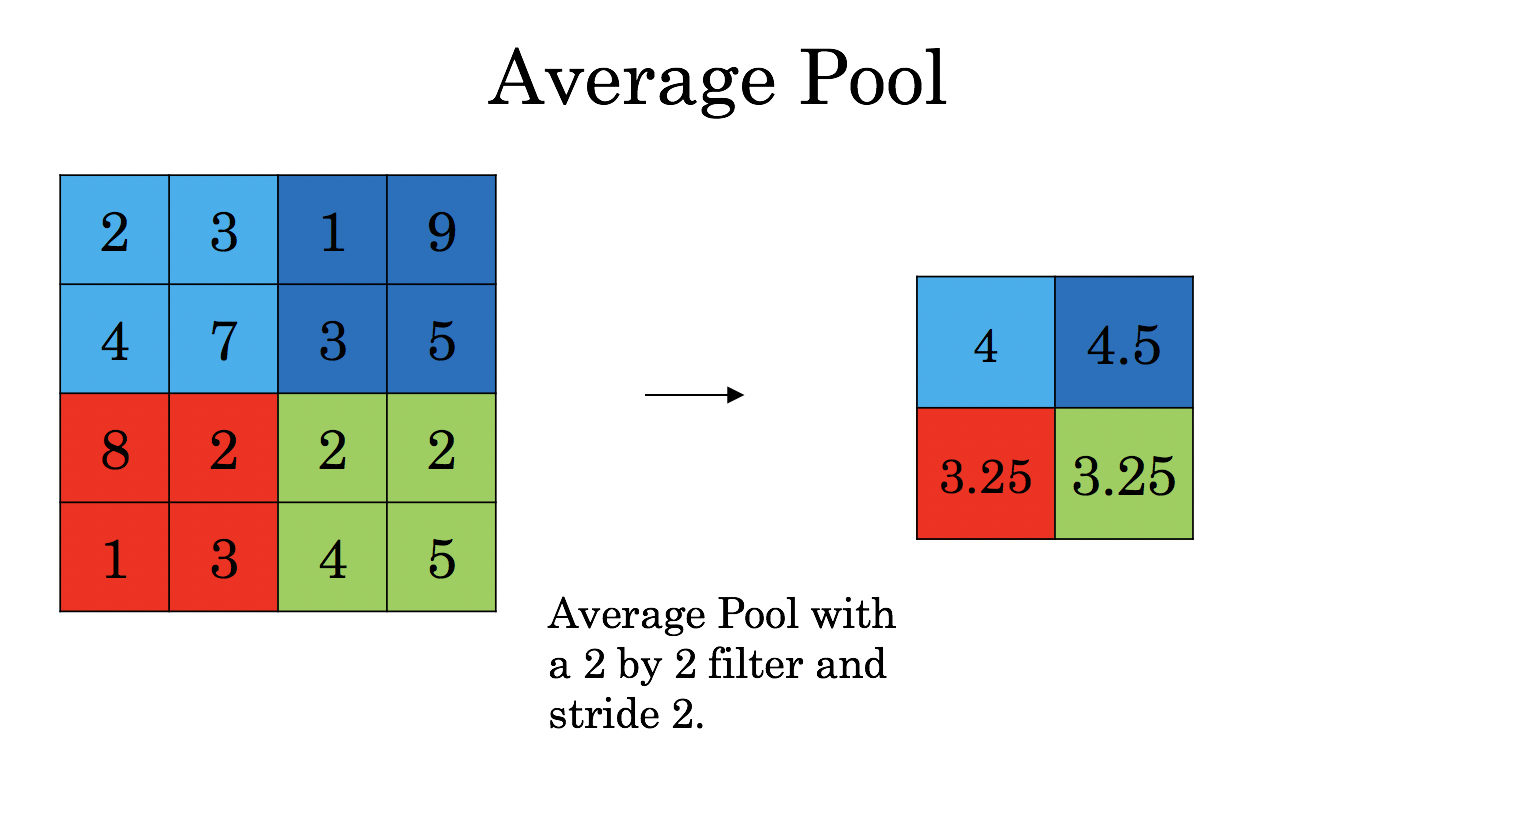 Average Pool
2 3 1 9
4 7 3 5
8 2 2 2
1 3 4 5
4 4.5
3.25 3.25
Average Pool with
a 2 by 2 filter and
stride 2.